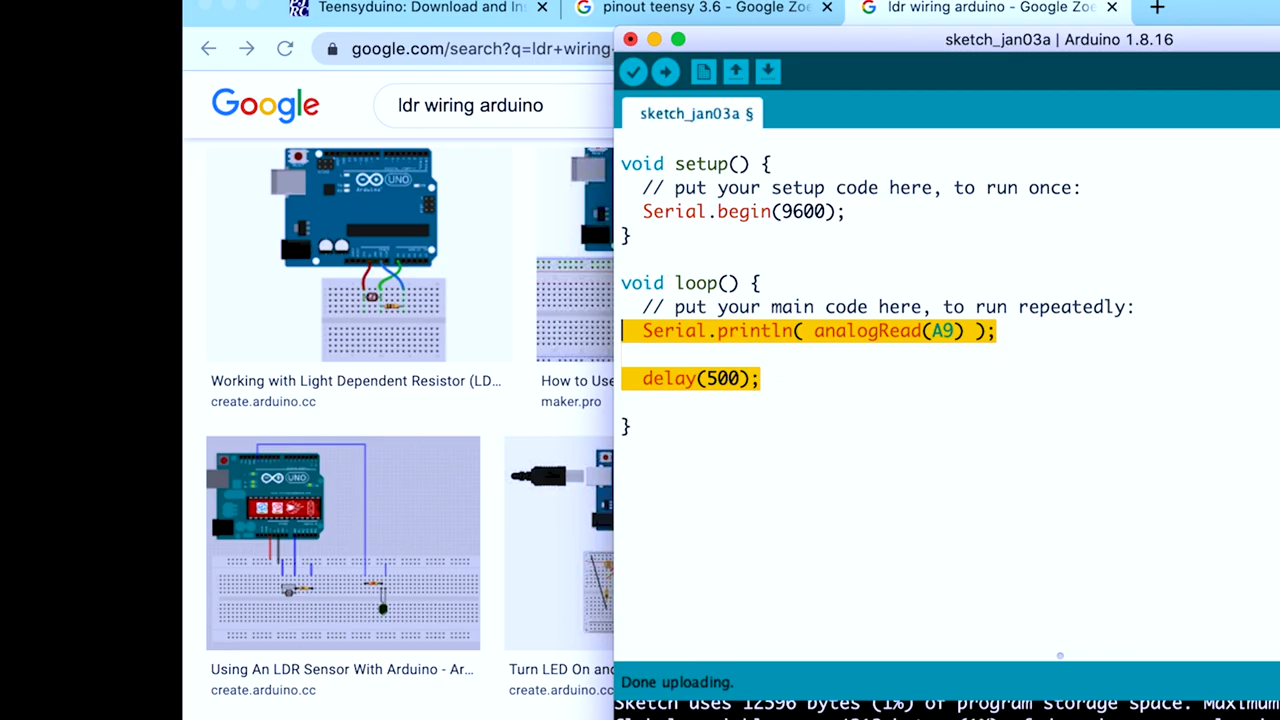 Teensyduino: Download and Ins
pinout teensy 3.6 - Google Zoe
ldr wiring arduino - Google Zoe
google.com/search?q=ldr+wiring-
sketch_jan03a | Arduino 1.8.16
Google
ldr wiring arduino
sketch_jan03a §
void setup() {
// put your setup code here, to run once:
Serial.begin(9600);
}
void loop() {
// put your main code here, to run repeatedly:
Serial.println( analogRead(A9) );
delay(500);
}
UNO
Working with Light Dependent Resistor (LD...
create.arduino.cc
How to Use
maker.pro
UNO
Using An LDR Sensor With Arduino - Ar...
create.arduino.cc
Turn LED On and
create.arduino.cc
Done uploading.
Sketch uses 12596 bytes (1%) of program storage space. Maximum